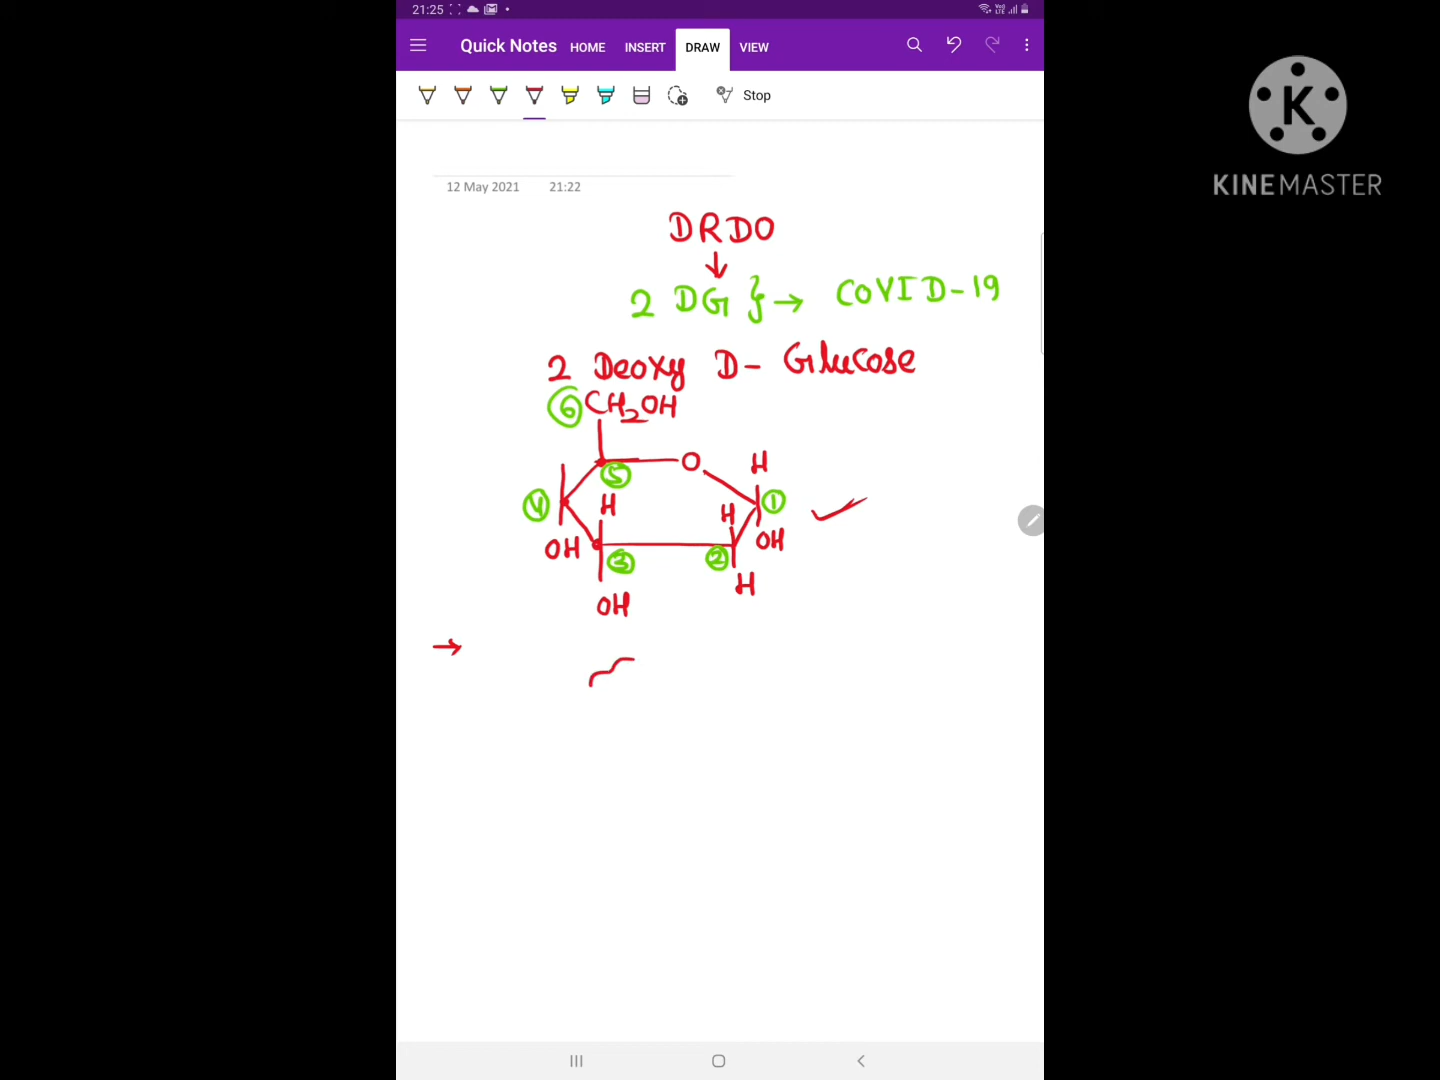 21:25
Quick Notes HOME INSERT DRAW VIEW
Stop
KINEMASTER
12 May 2021 21:22
DRDO
2 DG } → COVID-19
2 Deoxy D- Glucose
6 CH2OH
5 O H
4 H H 1
OH 3 2 OH
H
OH